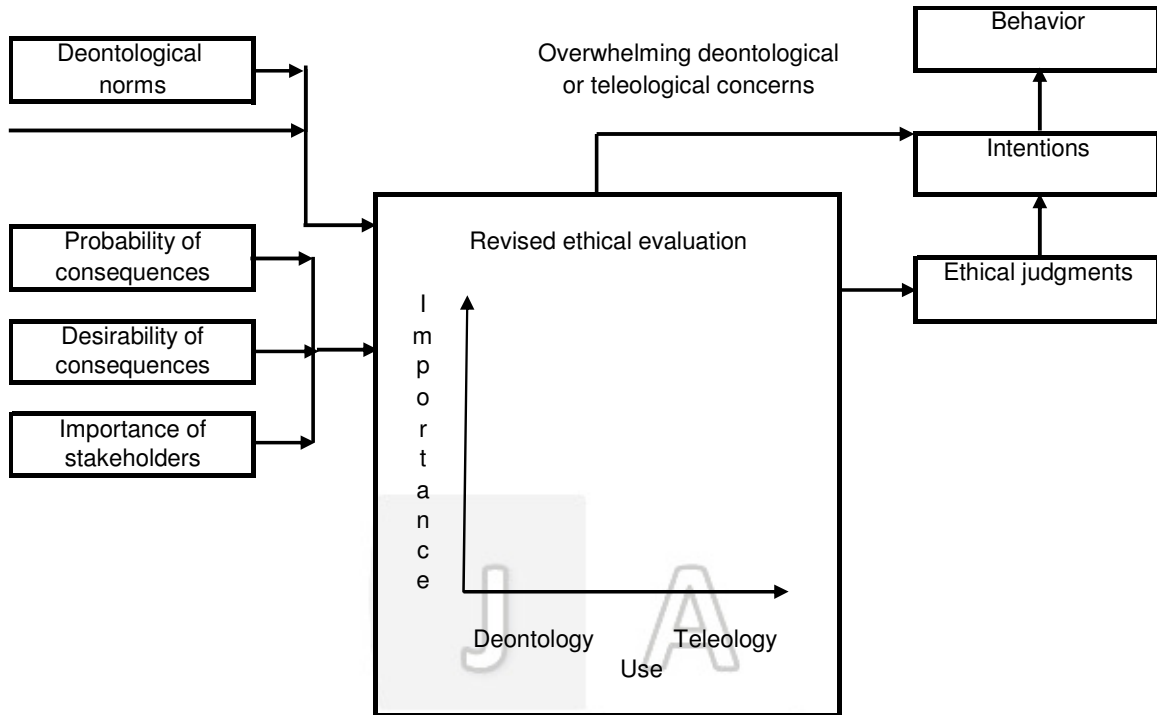 Deontological
norms
Overwhelming deontological
or teleological concerns
Behavior
Intentions
Ethical judgments
Probability of
consequences
Desirability of
consequences
Importance of
stakeholders
Revised ethical evaluation
I
m
p
o
r
t
a
n
c
e
Deontology Teleology
Use
J A